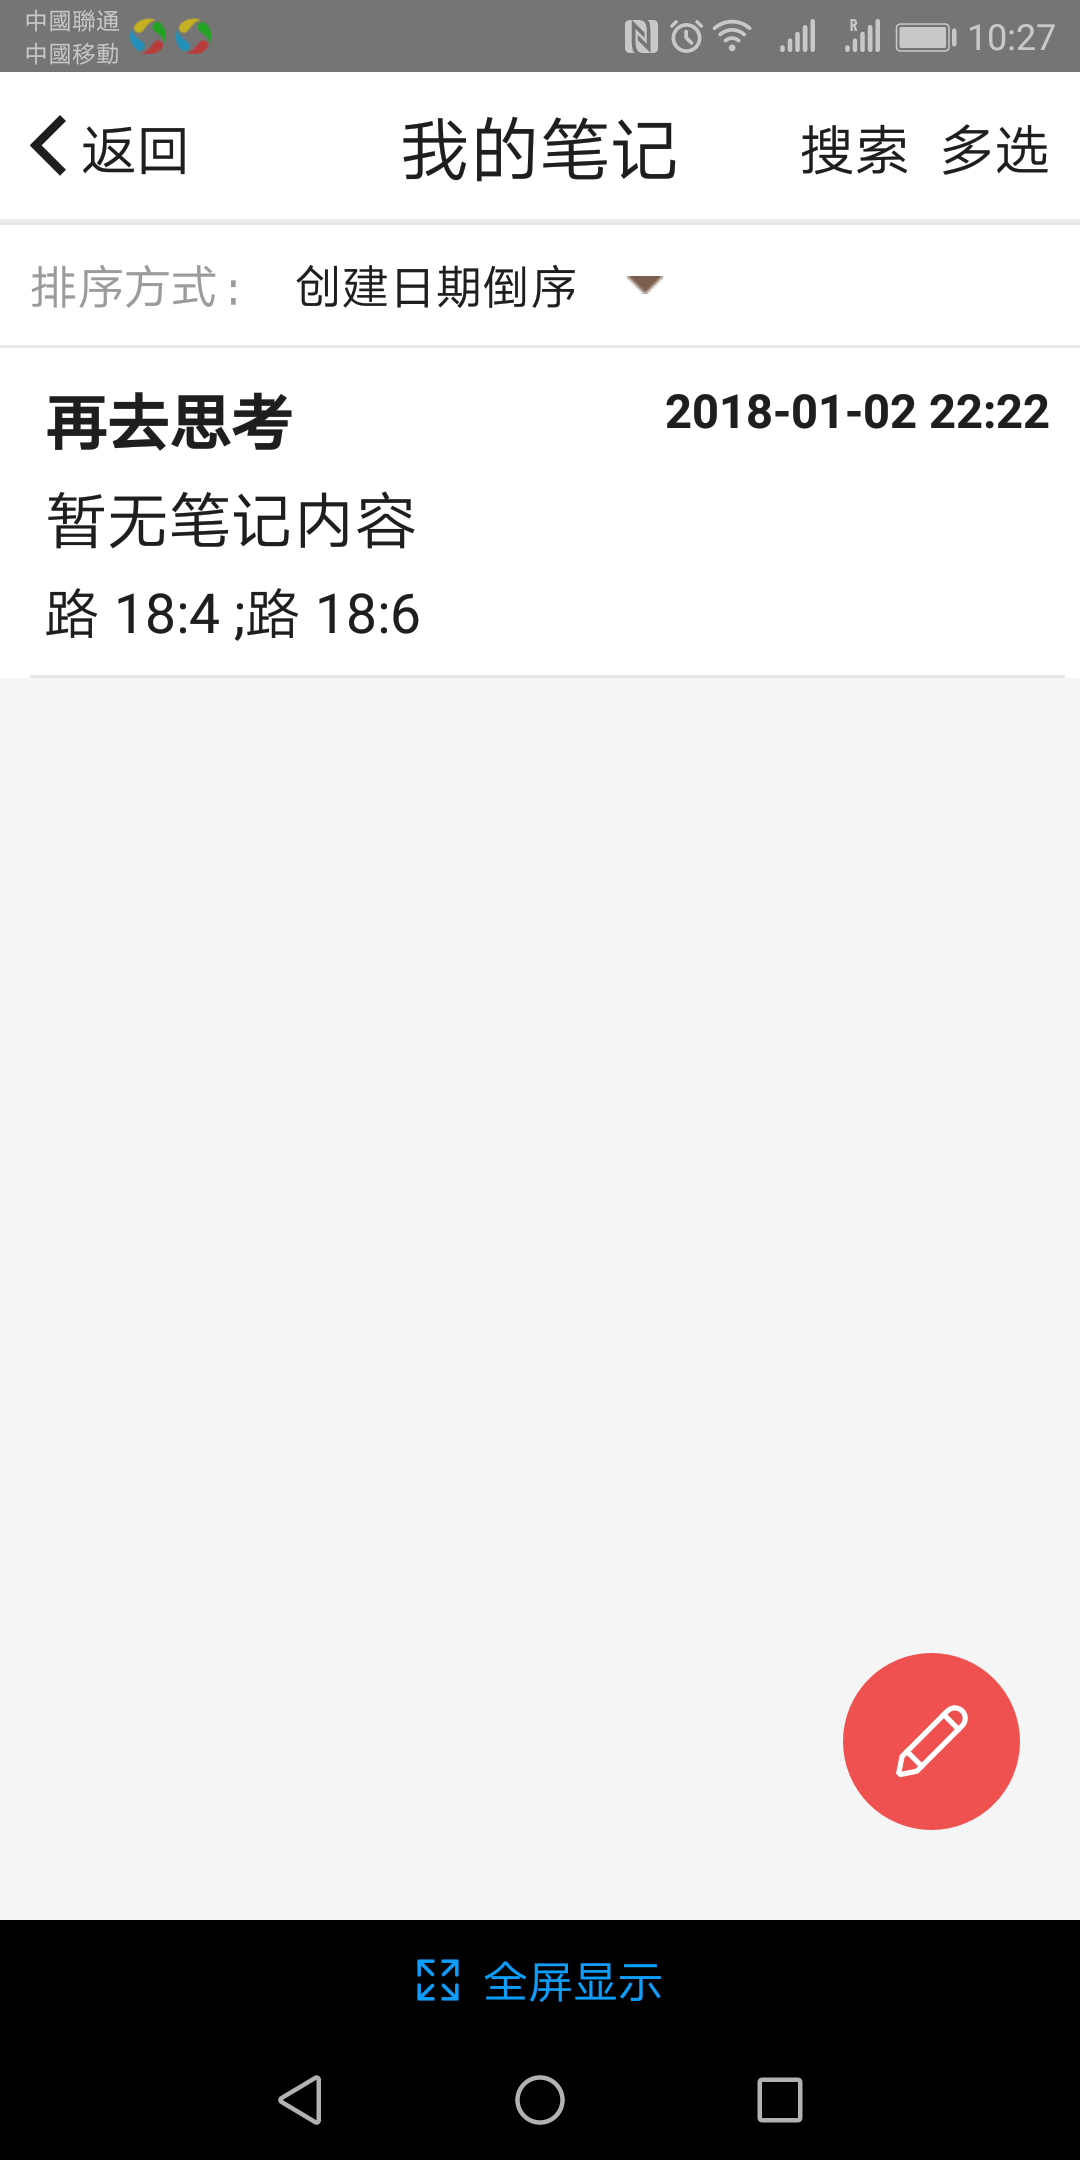 中國聯通
中國移動
R
10:27
返回
我的笔记
搜索 多选
排序方式: 创建日期倒序
再去思考 2018-01-02 22:22
暂无笔记内容
路 18:4 ;路 18:6
全屏显示